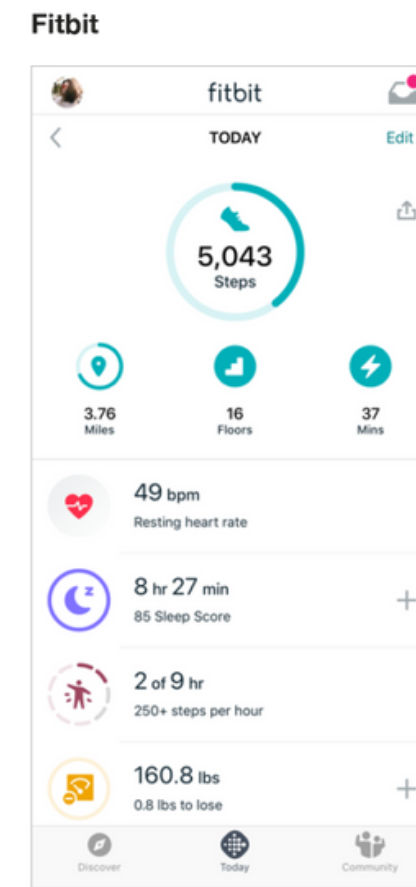 Fitbit
fitbit
TODAY
Edit
5,043
Steps
3.76
Miles
16
Floors
37
Mins
49 bpm
Resting heart rate
8 hr 27 min
85 Sleep Score
2 of 9 hr
250+ steps per hour
160.8 lbs
0.8 lbs to lose
Discover
Today
Community